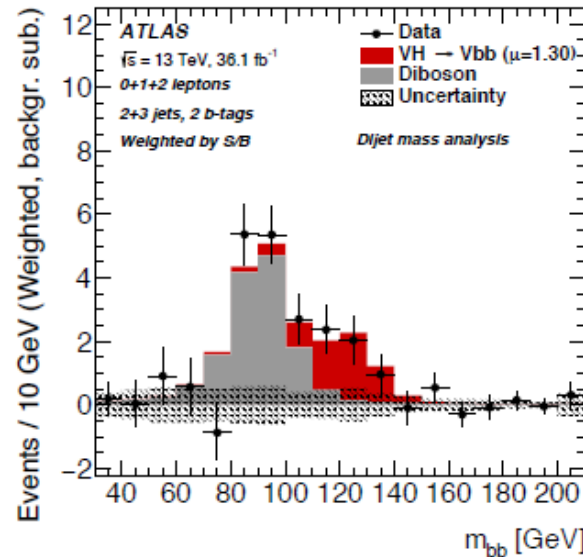 12
10
8
6
4
2
0
−2
Events / 10 GeV (Weighted, backgr. sub.)
ATLAS
√s = 13 TeV, 36.1 fb⁻¹
0+1+2 leptons
2+3 jets, 2 b-tags
Weighted by S/B
Data
VH → Vbb (μ=1.30)
Diboson
Uncertainty
Dijet mass analysis
40 60 80 100 120 140 160 180 200
m_bb [GeV]